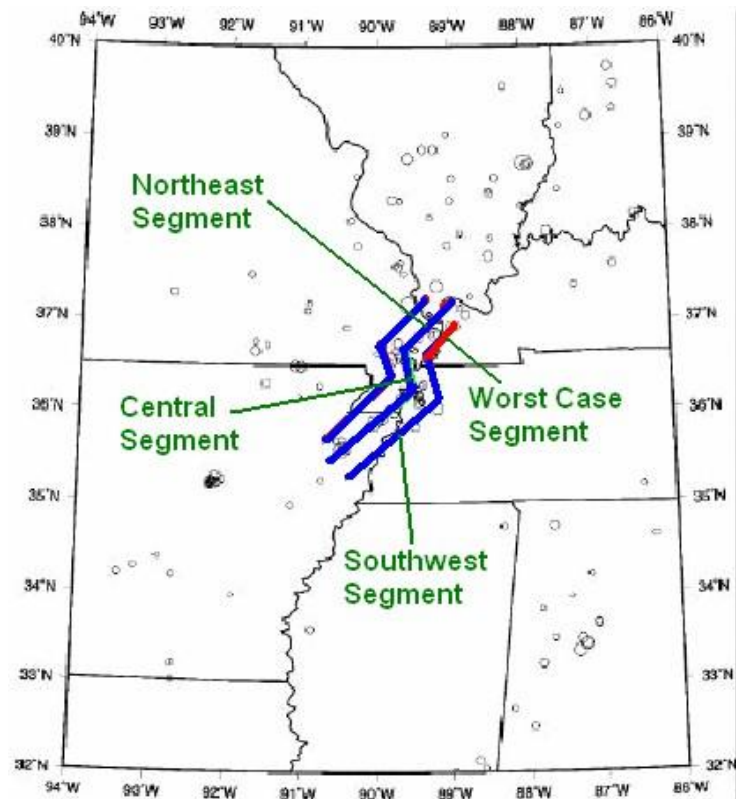 94°W 93°W 92°W 91°W 90°W 89°W 88°W 87°W 86°W
40°N 40°N
39°N 39°N
Northeast
Segment
38°N 38°N
37°N 37°N
Central
Segment
Worst Case
Segment
36°N 36°N
35°N 35°N
Southwest
Segment
34°N 34°N
33°N 33°N
32°N 32°N
94°W 93°W 92°W 91°W 90°W 89°W 88°W 87°W 86°W